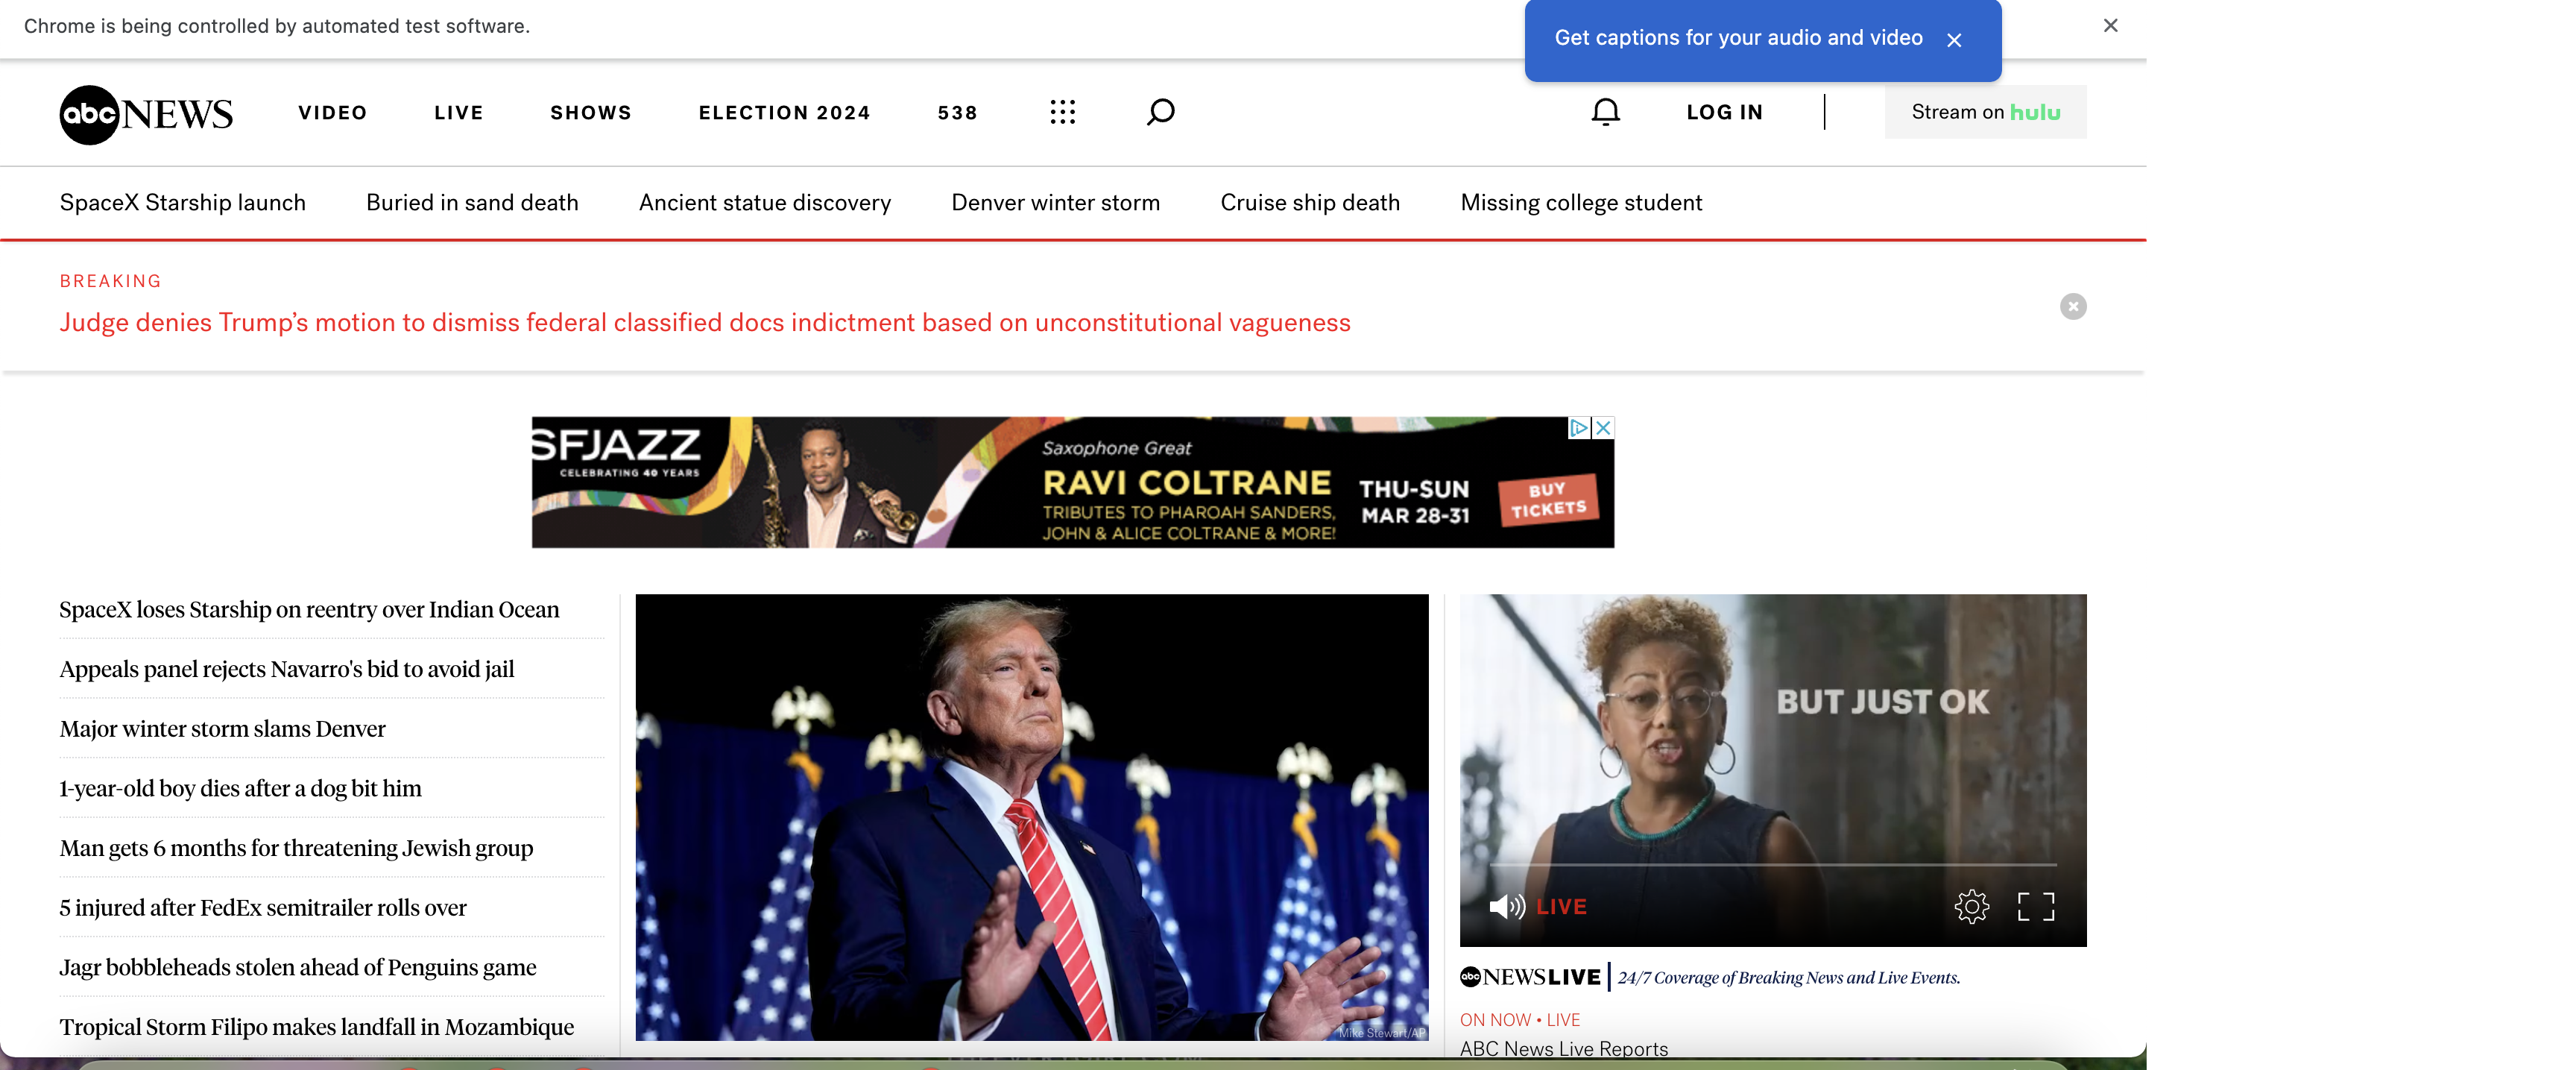 Chrome is being controlled by automated test software.
Get captions for your audio and video
abc NEWS
VIDEO
LIVE
SHOWS
ELECTION 2024
538
LOG IN
Stream on hulu
SpaceX Starship launch
Buried in sand death
Ancient statue discovery
Denver winter storm
Cruise ship death
Missing college student
BREAKING
Judge denies Trump’s motion to dismiss federal classified docs indictment based on unconstitutional vagueness
SFJAZZ
CELEBRATING 40 YEARS
Saxophone Great
RAVI COLTRANE
TRIBUTES TO PHAROAH SANDERS,
JOHN & ALICE COLTRANE & MORE!
THU-SUN
MAR 28-31
BUY
TICKETS
SpaceX loses Starship on reentry over Indian Ocean
Appeals panel rejects Navarro's bid to avoid jail
Major winter storm slams Denver
1-year-old boy dies after a dog bit him
Man gets 6 months for threatening Jewish group
5 injured after FedEx semitrailer rolls over
Jagr bobbleheads stolen ahead of Penguins game
Tropical Storm Filipo makes landfall in Mozambique
Mike Stewart/AP
BUT JUST OK
LIVE
abc NEWS LIVE
24/7 Coverage of Breaking News and Live Events.
ON NOW • LIVE
ABC News Live Reports